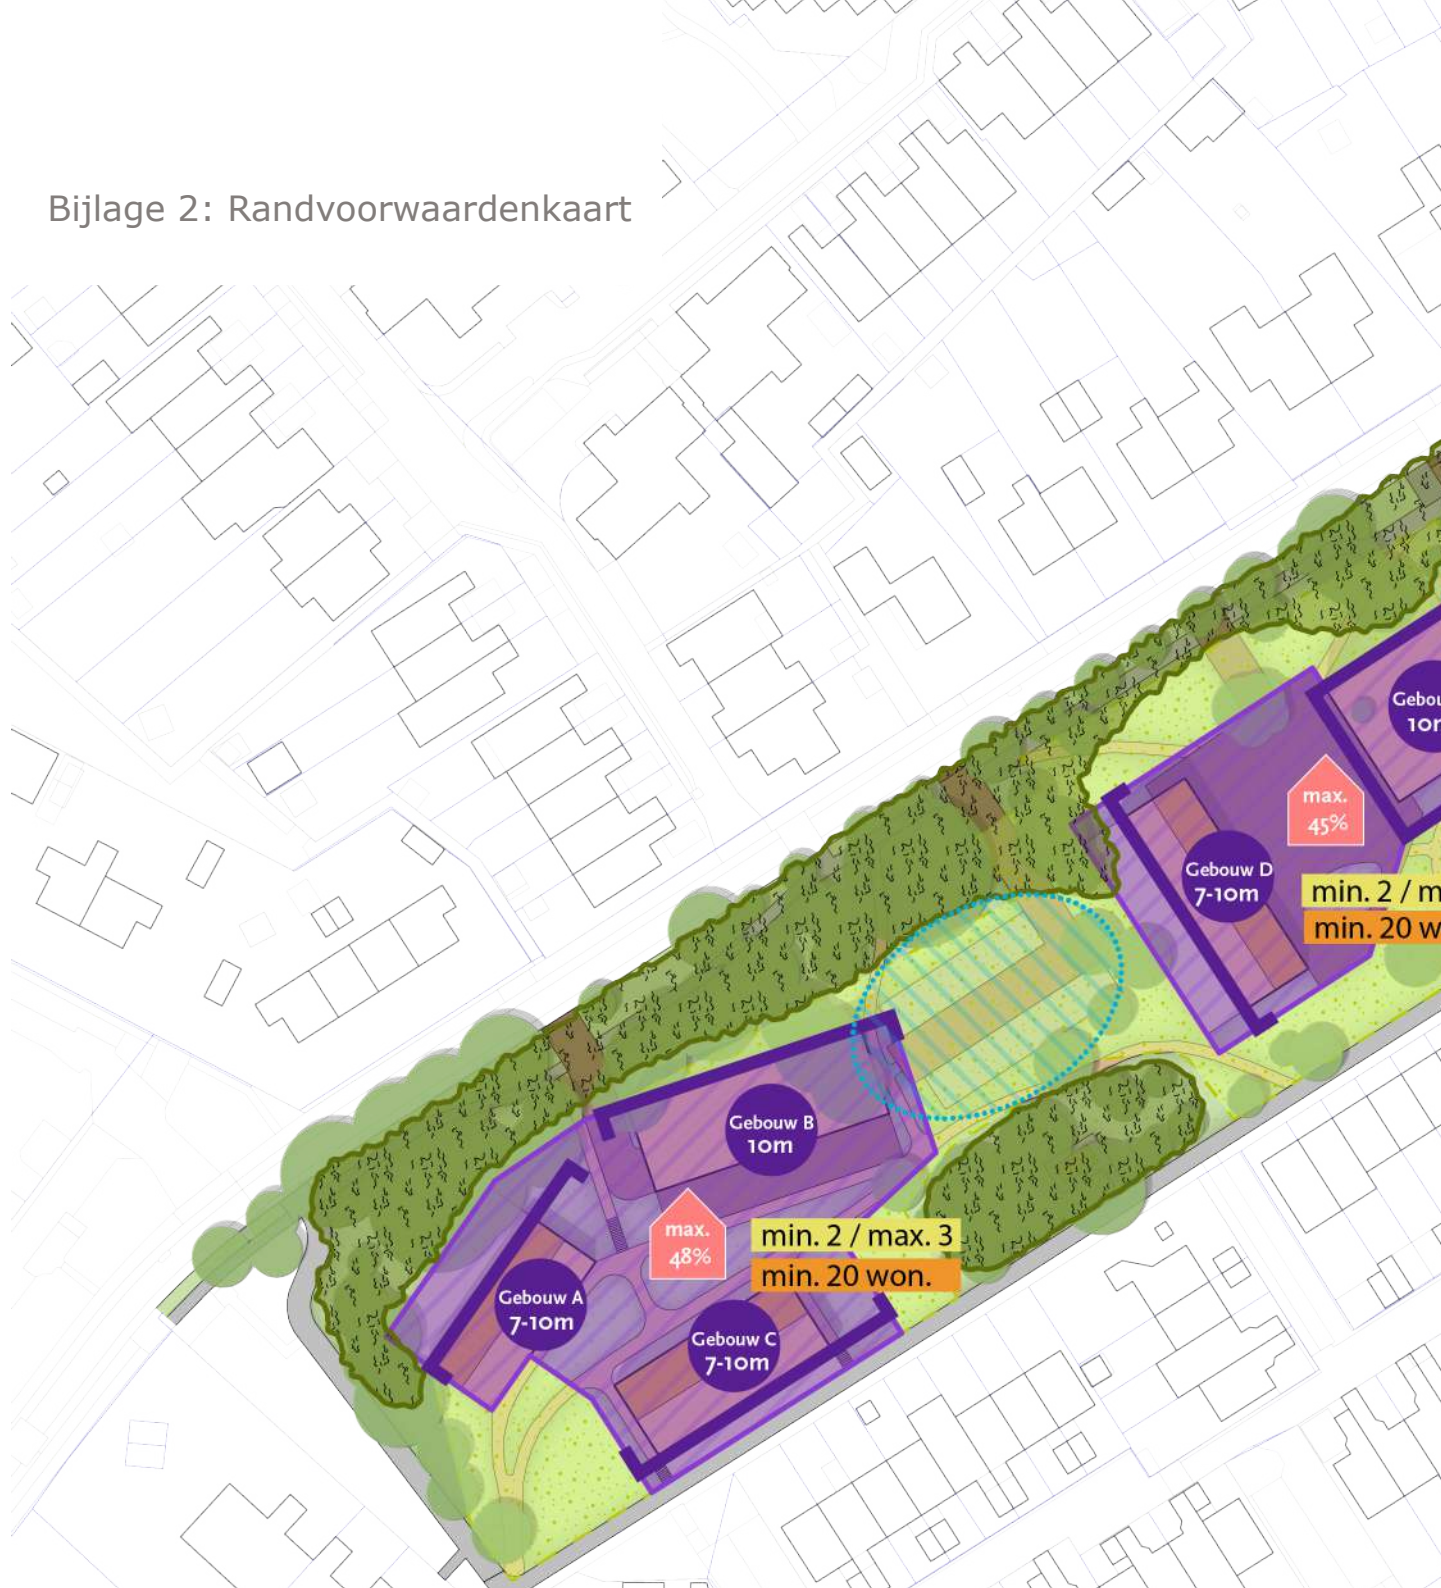 Bijlage 2: Randvoorwaardenkaart
max.
45%
Gebouw D
7-10m
min. 2 /
min. 20
Gebouw B
10m
max.
48%
min. 2 / max. 3
min. 20 won.
Gebouw A
7-10m
Gebouw C
7-10m